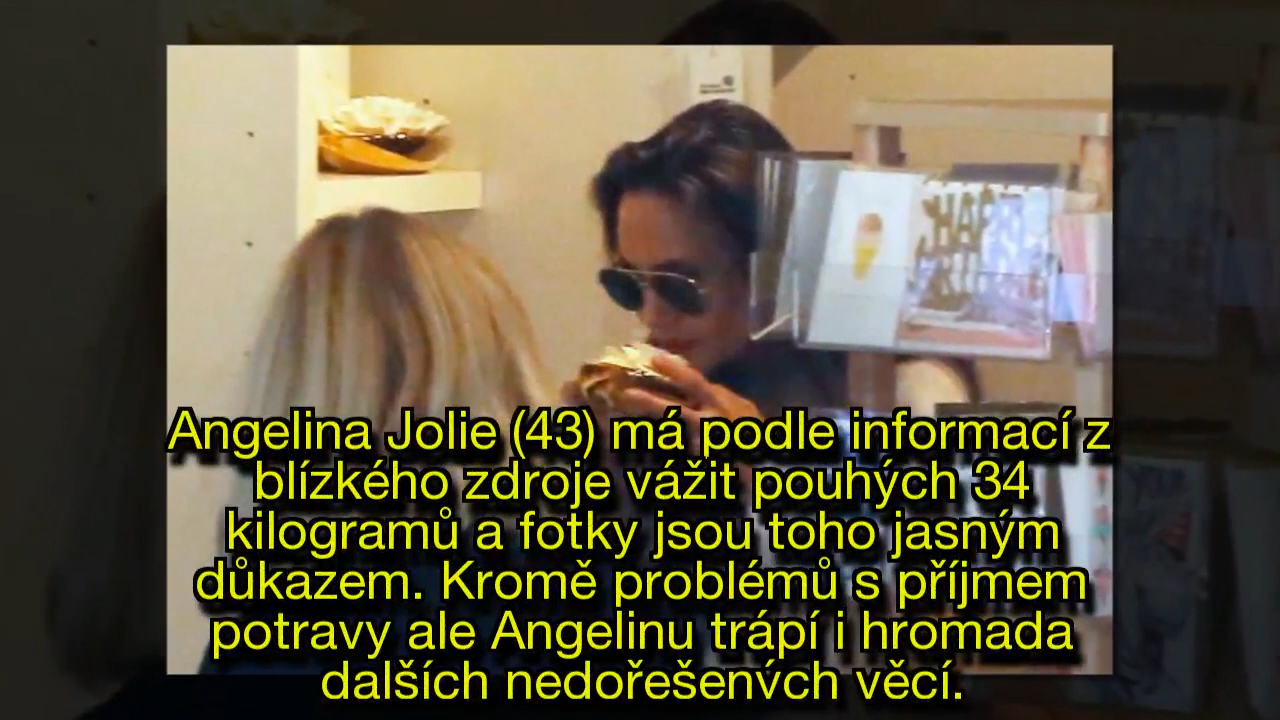 Angelina Jolie (43) má podle informací z
blízkého zdroje vážit pouhých 34
kilogramů a fotky jsou toho jasným
důkazem. Kromě problémů s příjmem
potravy ale Angelinu trápí i hromada
dalších nedořešených věcí.